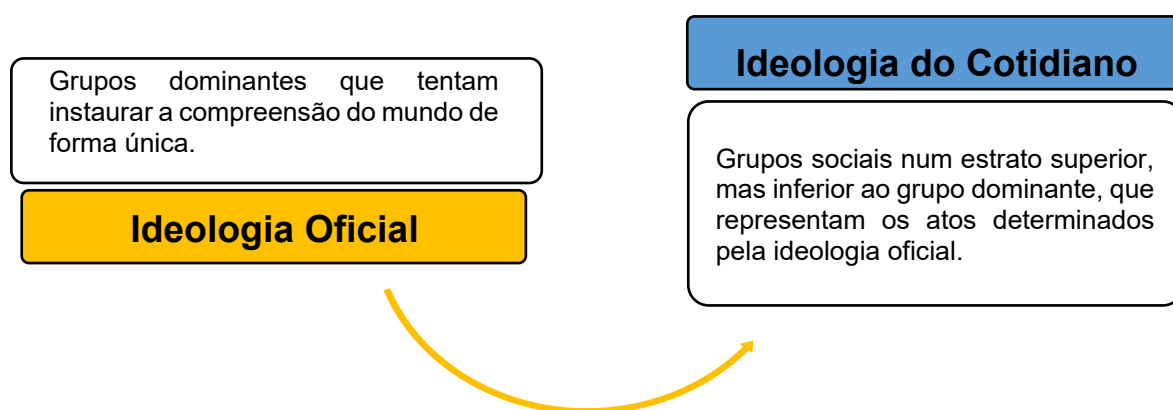 Grupos dominantes que tentam
instaurar a compreensão do mundo de
forma única.
Ideologia Oficial
Ideologia do Cotidiano
Grupos sociais num estrato superior,
mas inferior ao grupo dominante, que
representam os atos determinados
pela ideologia oficial.